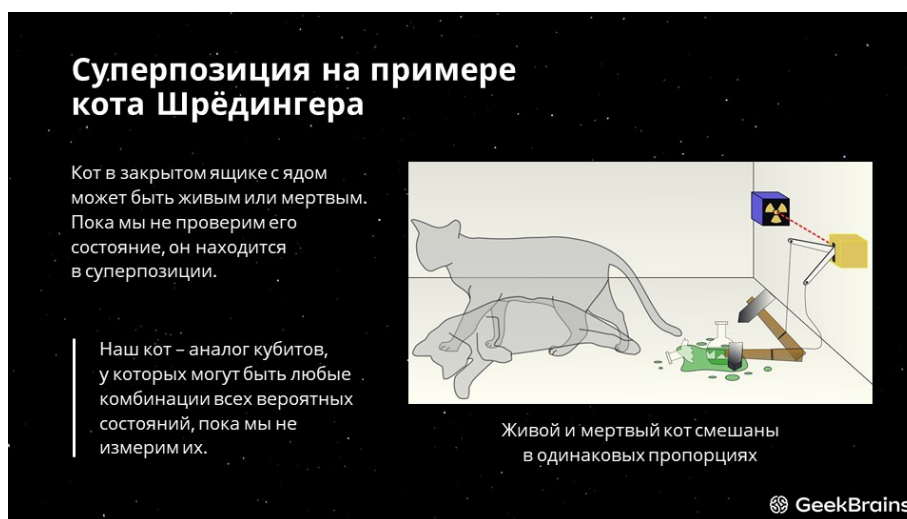 Суперпозиция на примере
кота Шрёдингера
Кот в закрытом ящике с ядом
может быть живым или мертвым.
Пока мы не проверим его
состояние, он находится
в суперпозиции.
Наш кот – аналог кубитов,
у которых могут быть любые
комбинации всех вероятных
состояний, пока мы не
измерим их.
Живой и мертвый кот смешаны
в одинаковых пропорциях
GeekBrains